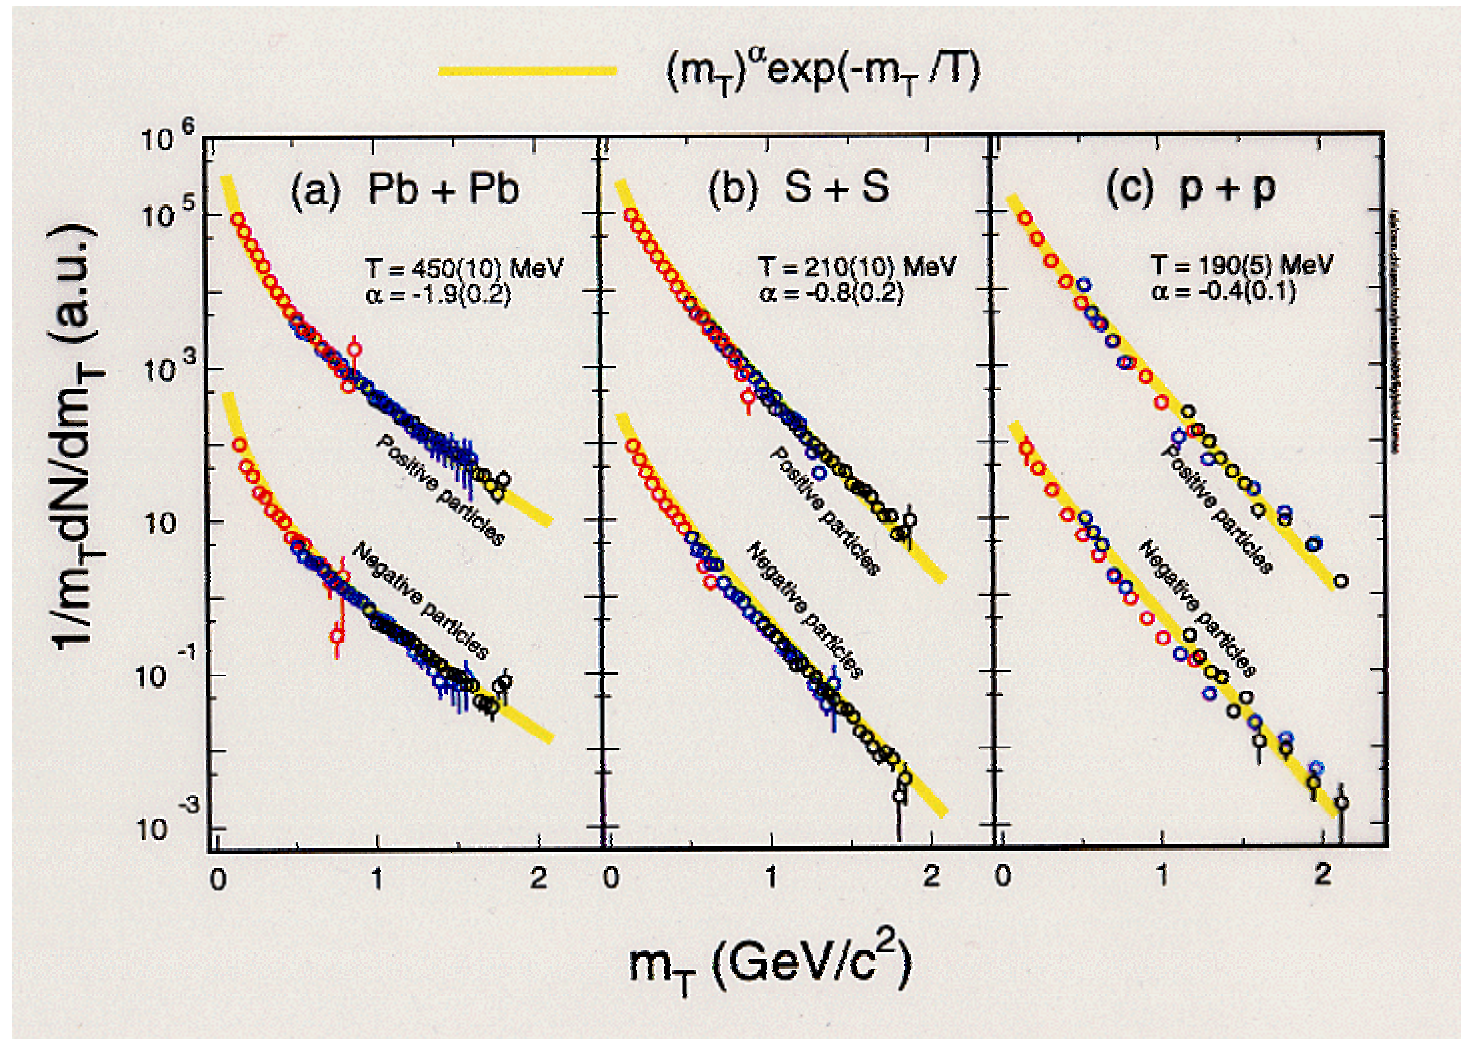 (m_T)^α exp(-m_T /T)
1/m_T dN/dm_T (a.u.)
10^6
10^5
10^3
10
10^-1
10^-3
(a) Pb + Pb
T = 450(10) MeV
α = -1.9(0.2)
Positive particles
Negative particles
0 1 2
(b) S + S
T = 210(10) MeV
α = -0.8(0.2)
Positive particles
Negative particles
0 1 2
(c) p + p
T = 190(5) MeV
α = -0.4(0.1)
Positive particles
Negative particles
0 1 2
m_T (GeV/c^2)